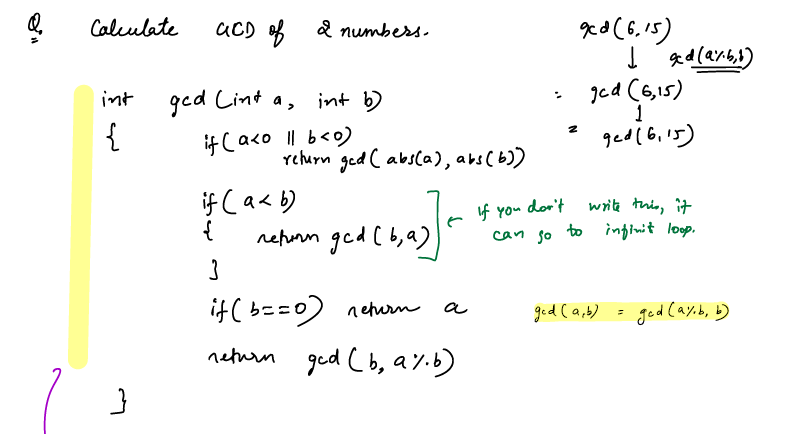 Q. Calculate GCD of 2 numbers.
gcd(6,15)
↓ gcd(a%b,b)
= gcd(6,15)
↓
= gcd(6,15)
int gcd (int a, int b)
{
if(a<0 || b<0)
return gcd( abs(a), abs(b))
if( a< b)
{ return gcd ( b,a)
}
← If you don't write this, it
can go to infinit loop.
if( b==0) return a
gcd(a,b) = gcd(a%b, b)
return gcd ( b, a%b)
}